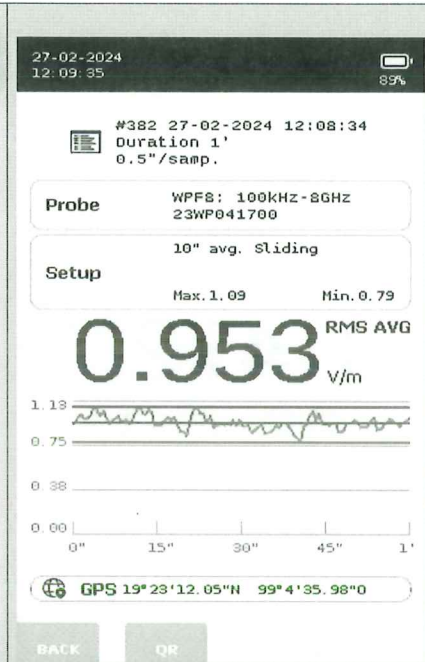 27-02-2024
12:09:35
89%
#382 27-02-2024 12:08:34
Duration 1'
0.5"/samp.
Probe
WPF8: 100kHz-8GHz
23WP041700
Setup
10" avg. Sliding
Max.1.09 Min.0.79
0.953 RMS AVG
V/m
1.13
0.75
0.38
0.00
0" 15" 30" 45" 1'
GPS 19°23'12.05"N 99°4'35.98"O
BACK QR